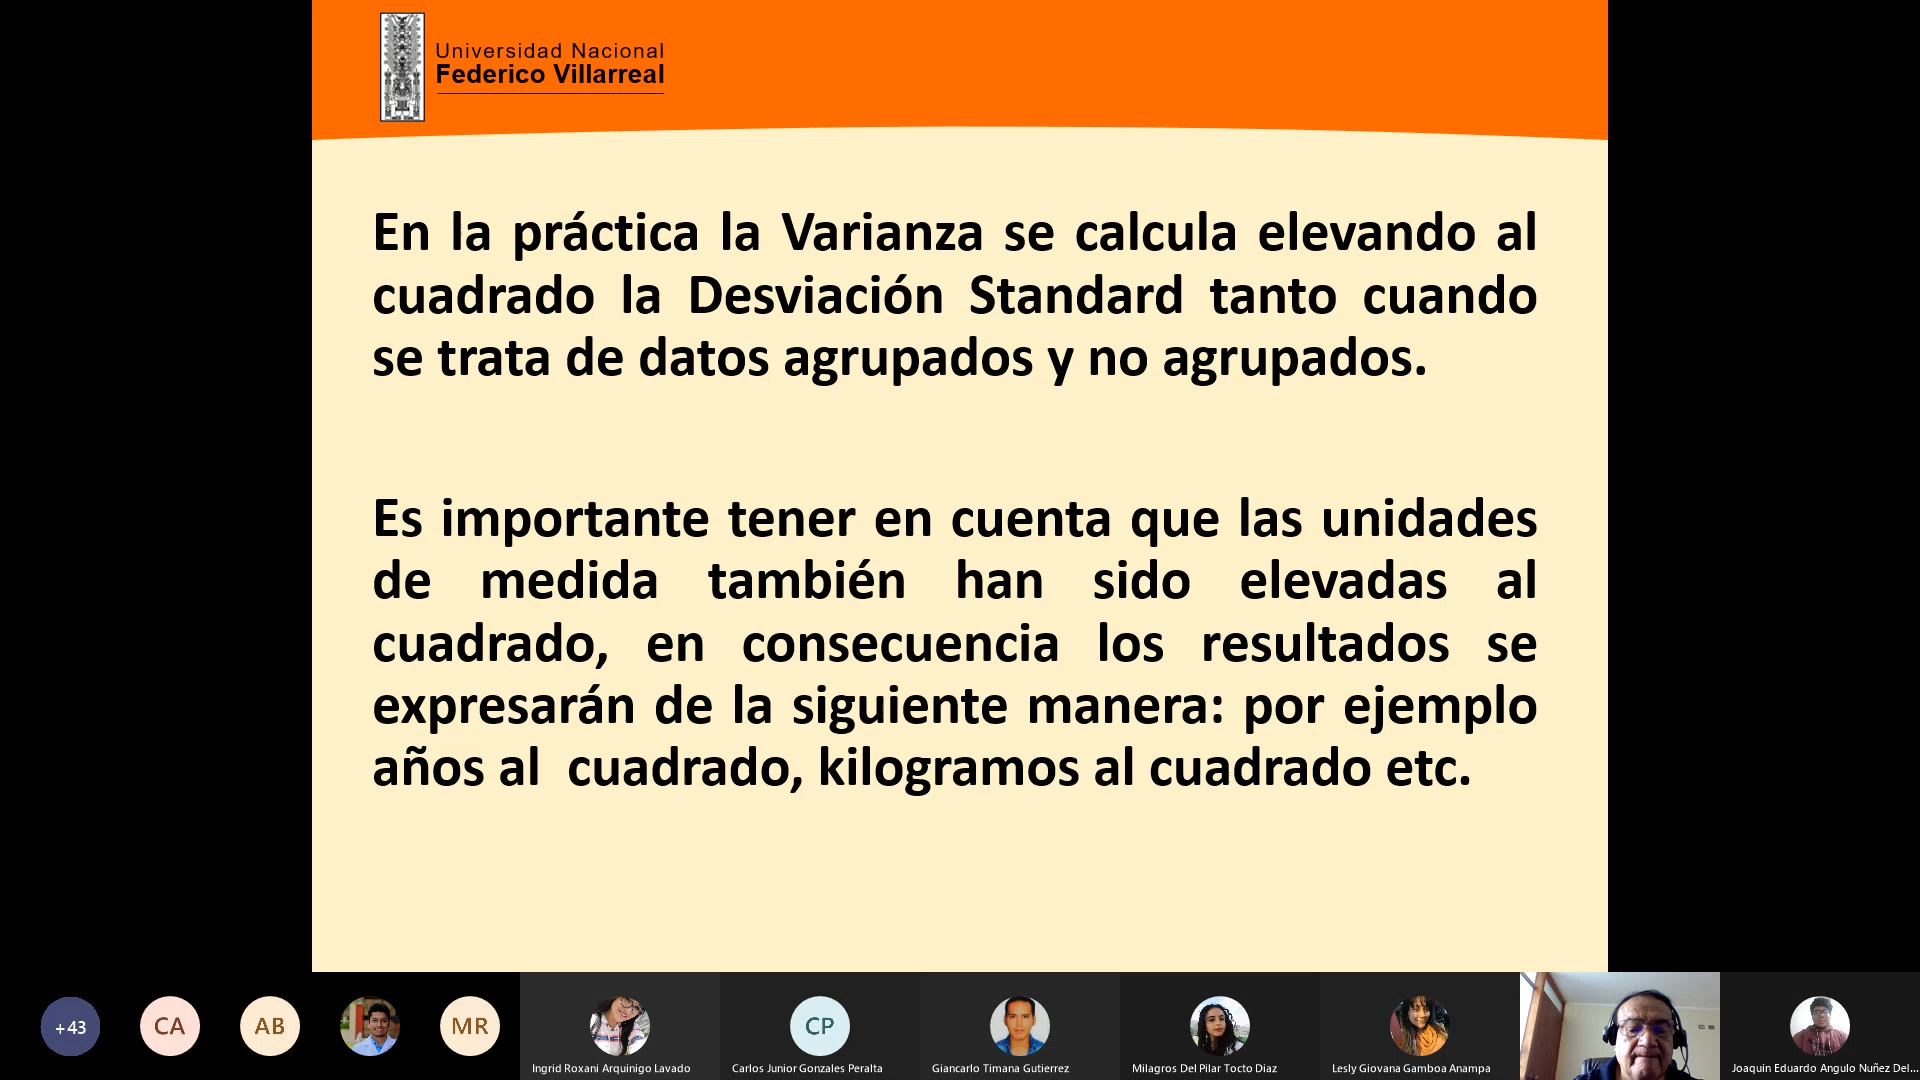 Universidad Nacional
Federico Villarreal
En la práctica la Varianza se calcula elevando al
cuadrado la Desviación Standard tanto cuando
se trata de datos agrupados y no agrupados.
Es importante tener en cuenta que las unidades
de medida también han sido elevadas al
cuadrado, en consecuencia los resultados se
expresarán de la siguiente manera: por ejemplo
años al cuadrado, kilogramos al cuadrado etc.
+43
CA
AB
MR
Ingrid Roxani Arquinigo Lavado
CP
Carlos Junior Gonzales Peralta
Giancarlo Timana Gutierrez
Milagros Del Pilar Tocto Diaz
Lesly Giovana Gamboa Anampa
Joaquin Eduardo Angulo Nuñez Del...